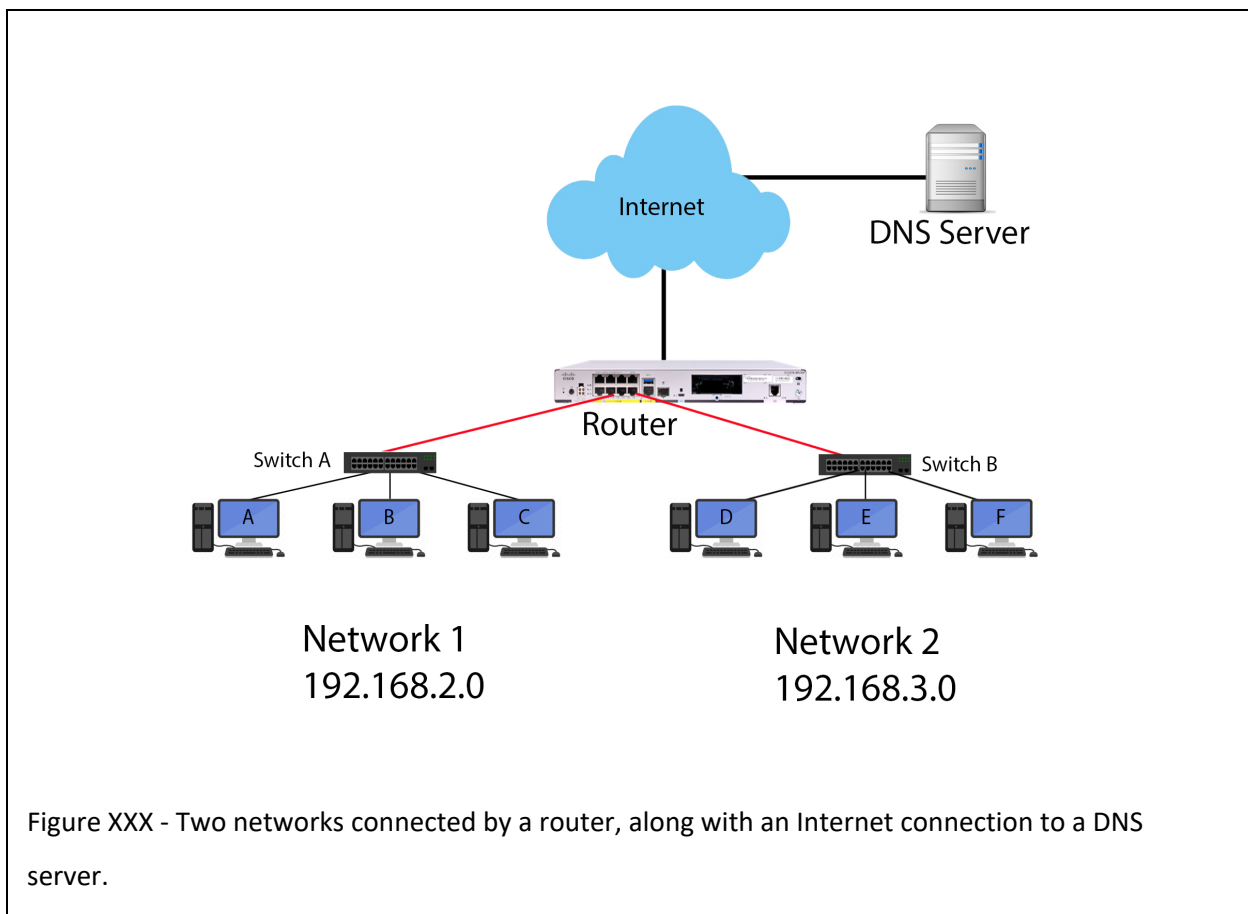 Internet
DNS Server
Router
Switch A
Switch B
A
B
C
D
E
F
Network 1
192.168.2.0
Network 2
192.168.3.0
Figure XXX - Two networks connected by a router, along with an Internet connection to a DNS
server.